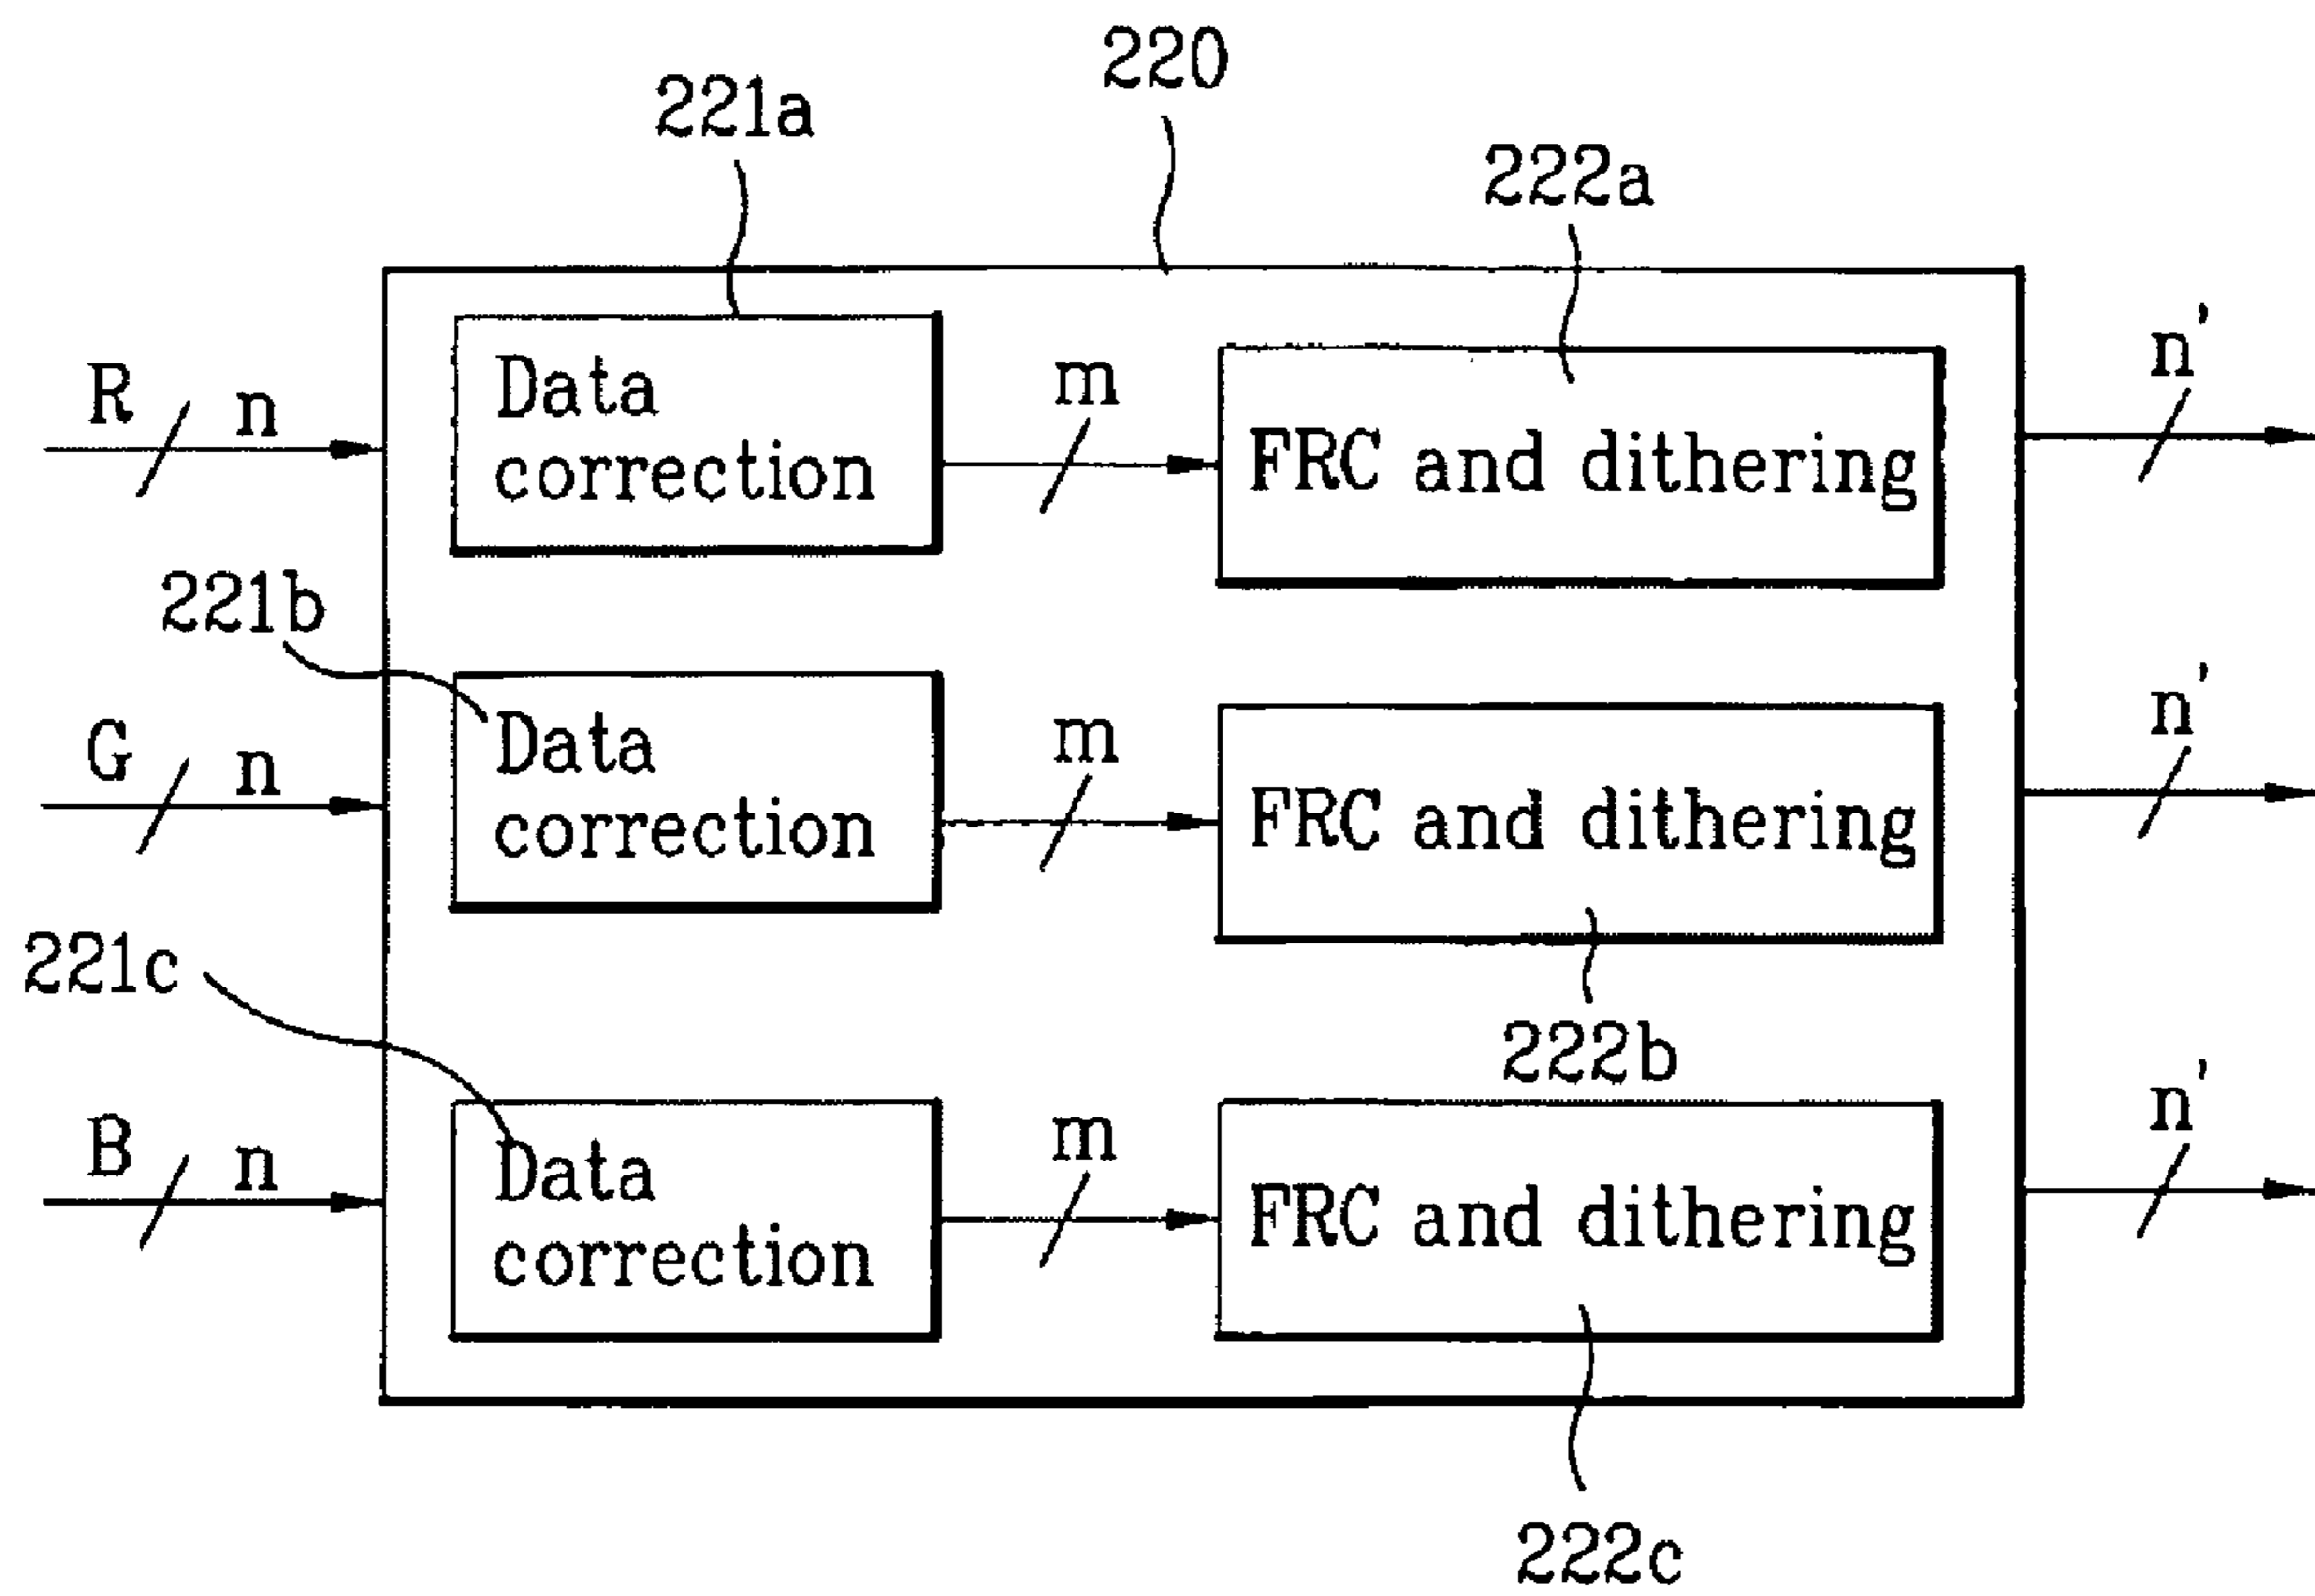 220
221a
222a
R
n
Data
correction
m
FRC and dithering
n'
221b
G
n
Data
correction
m
FRC and dithering
n'
221c
222b
B
n
Data
correction
m
FRC and dithering
n'
222c